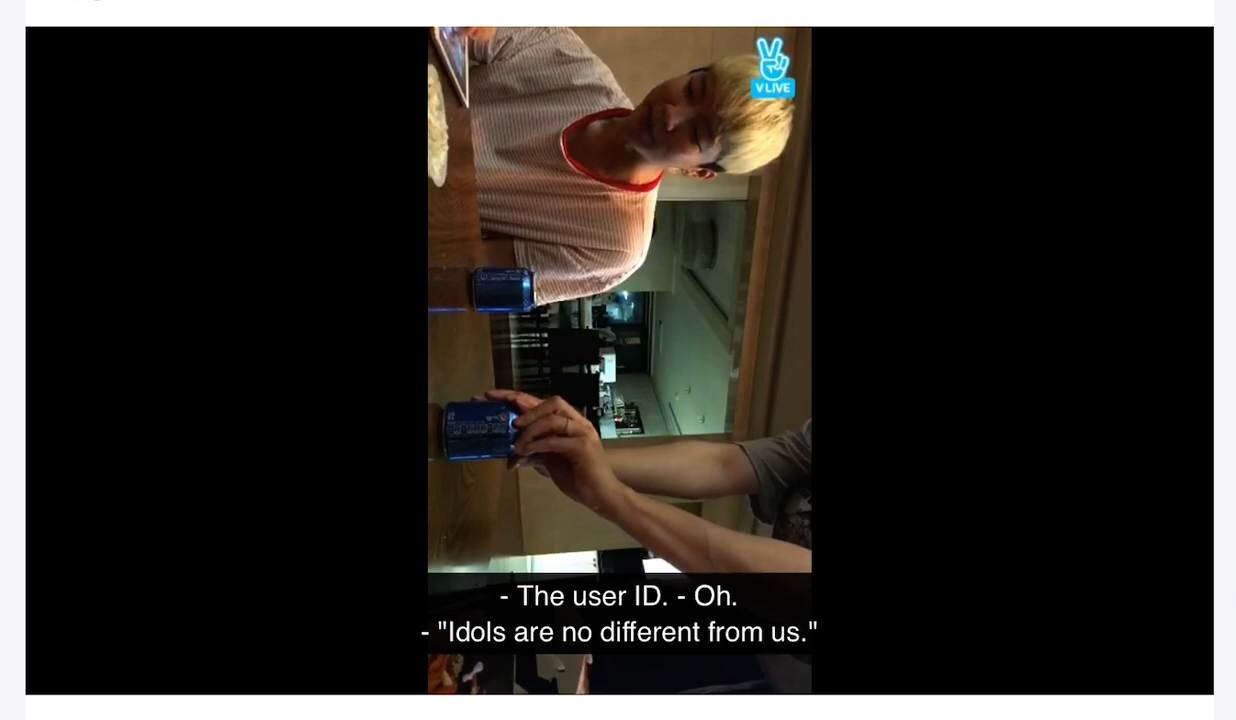 V LIVE
- The user ID. - Oh.
- "Idols are no different from us."